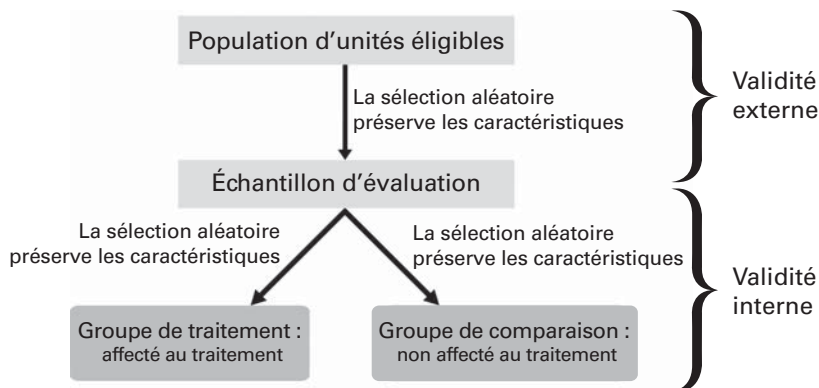 Population d’unités éligibles
La sélection aléatoire
préserve les caractéristiques
Validité
externe
Échantillon d’évaluation
La sélection aléatoire
préserve les caractéristiques
La sélection aléatoire
préserve les caractéristiques
Validité
interne
Groupe de traitement :
affecté au traitement
Groupe de comparaison :
non affecté au traitement